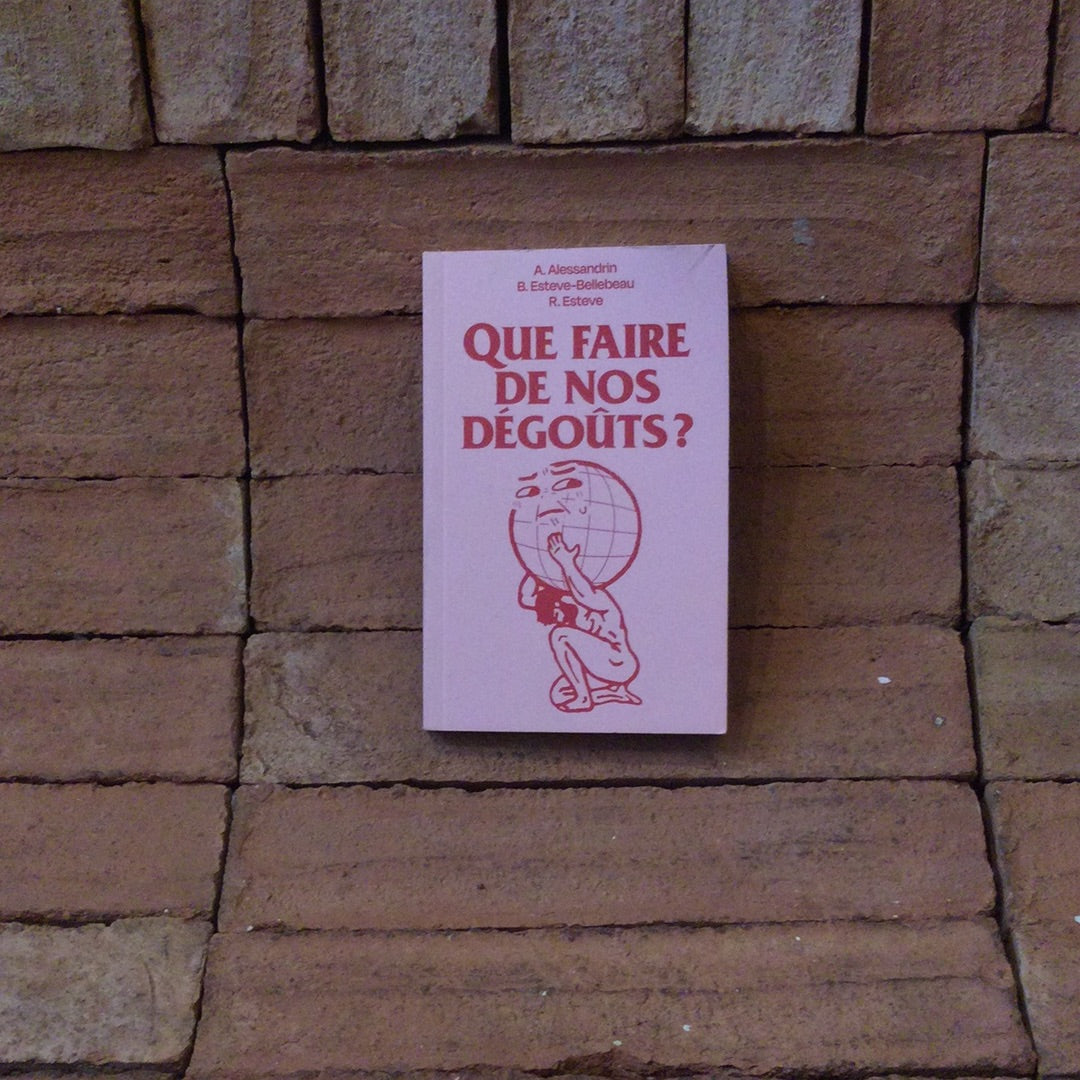 A. Alessandrin
B. Esteve-Bellebeau
R. Esteve
QUE FAIRE
DE NOS
DÉGOÛTS ?